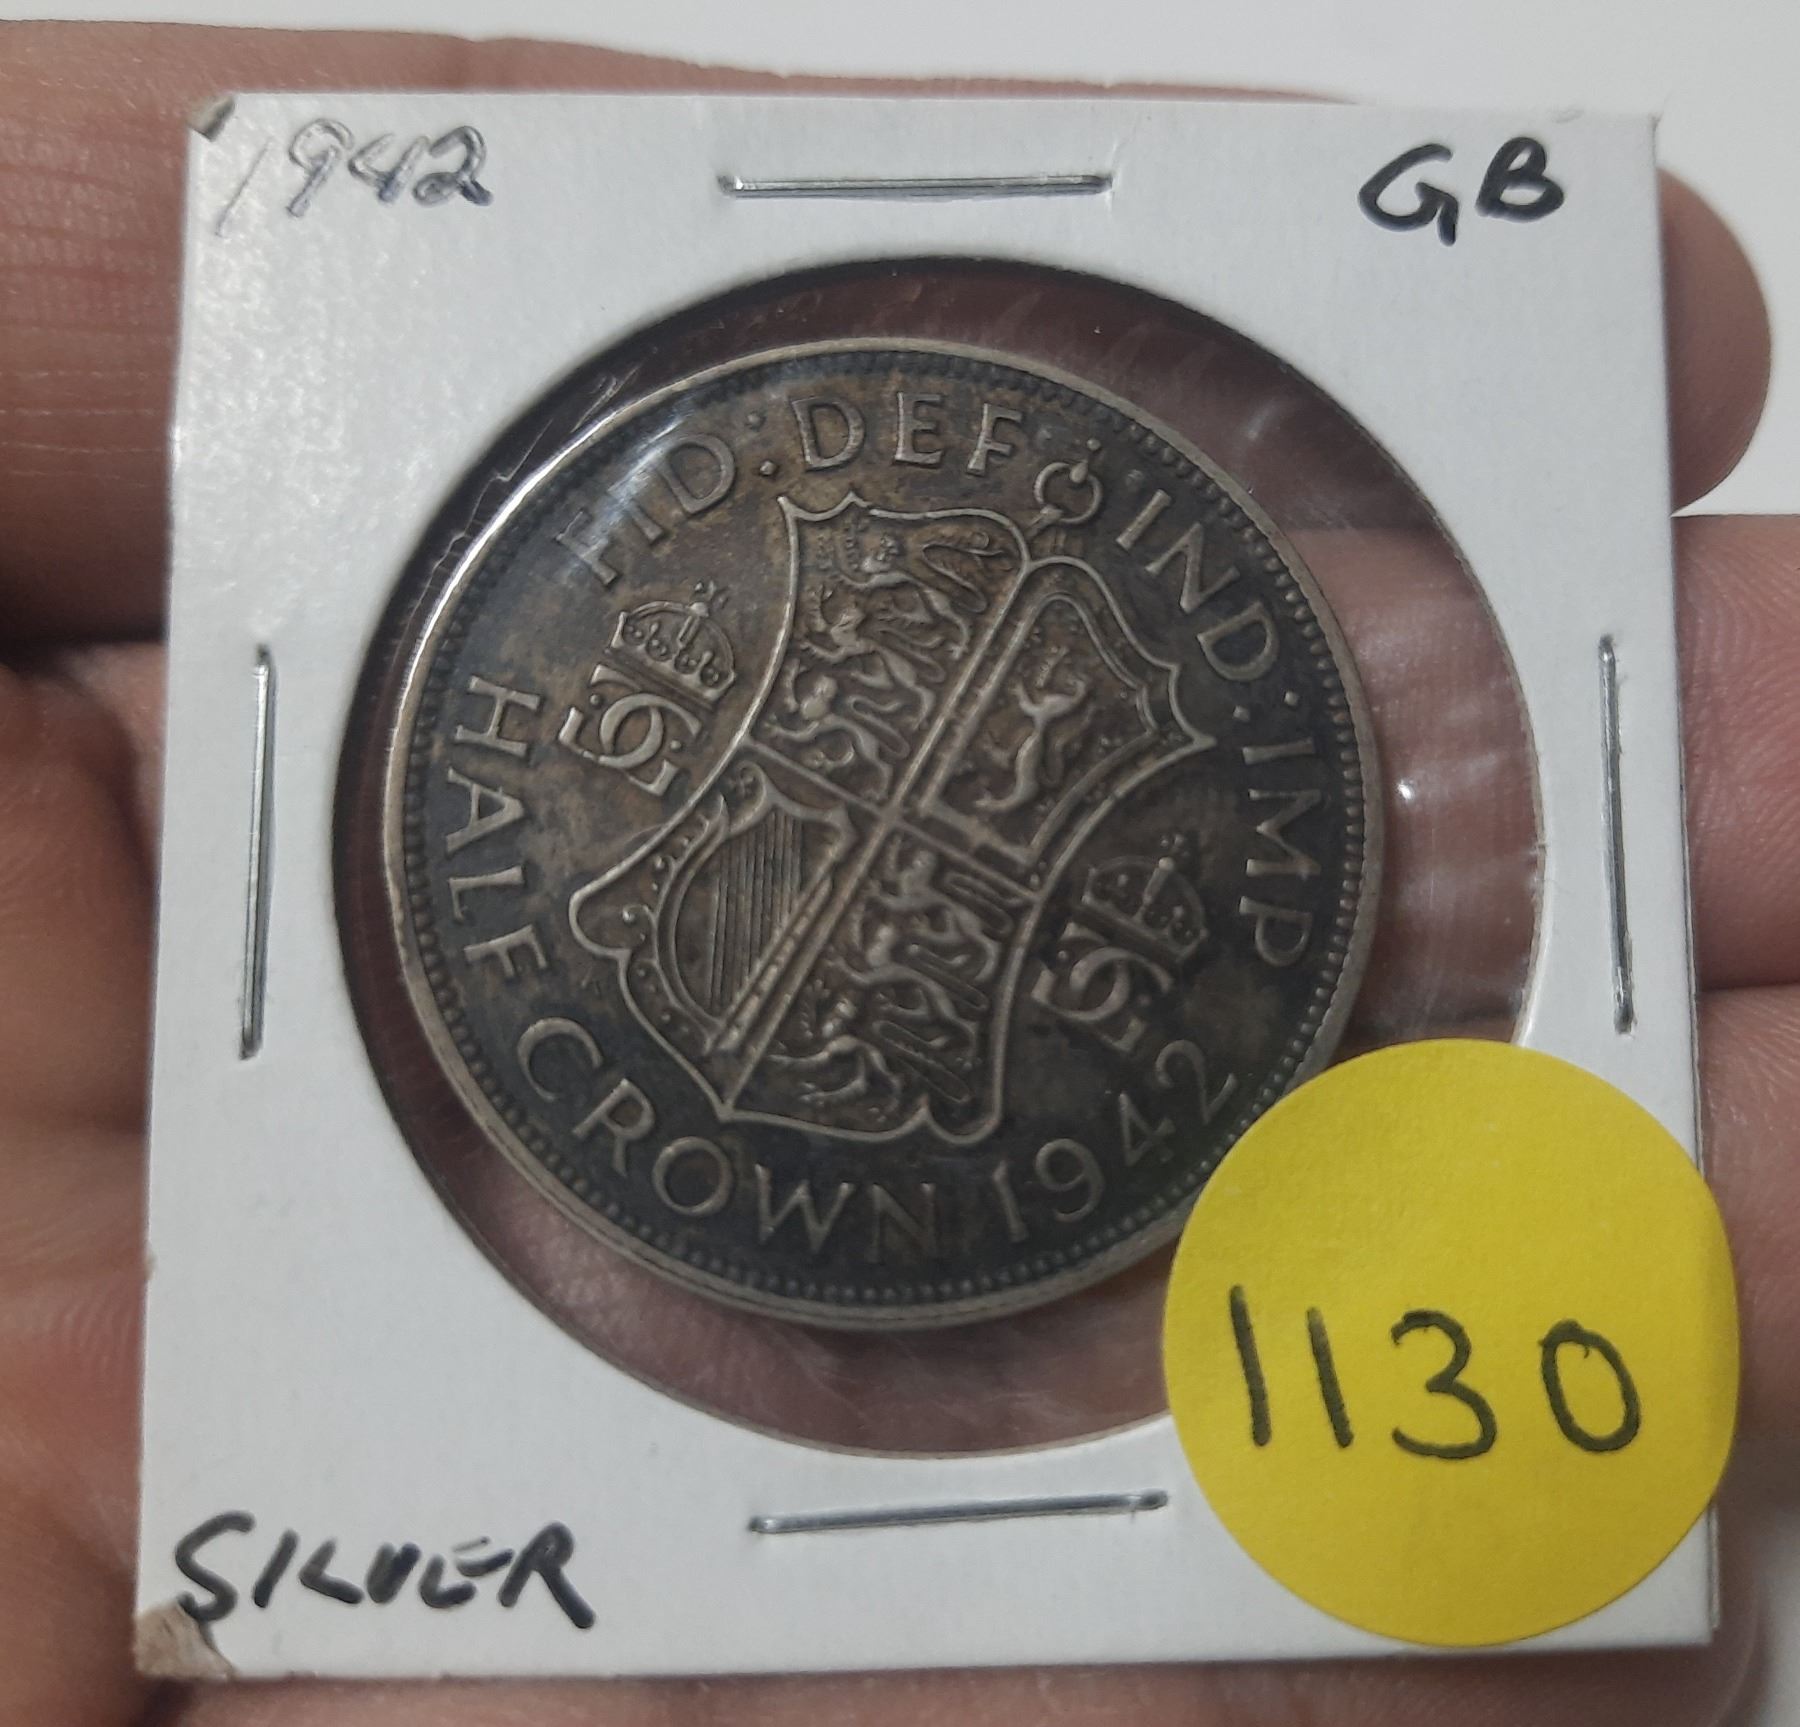 1942 GB
FID:DEF IND:IMP
HALF CROWN 1942
SILVER
1130